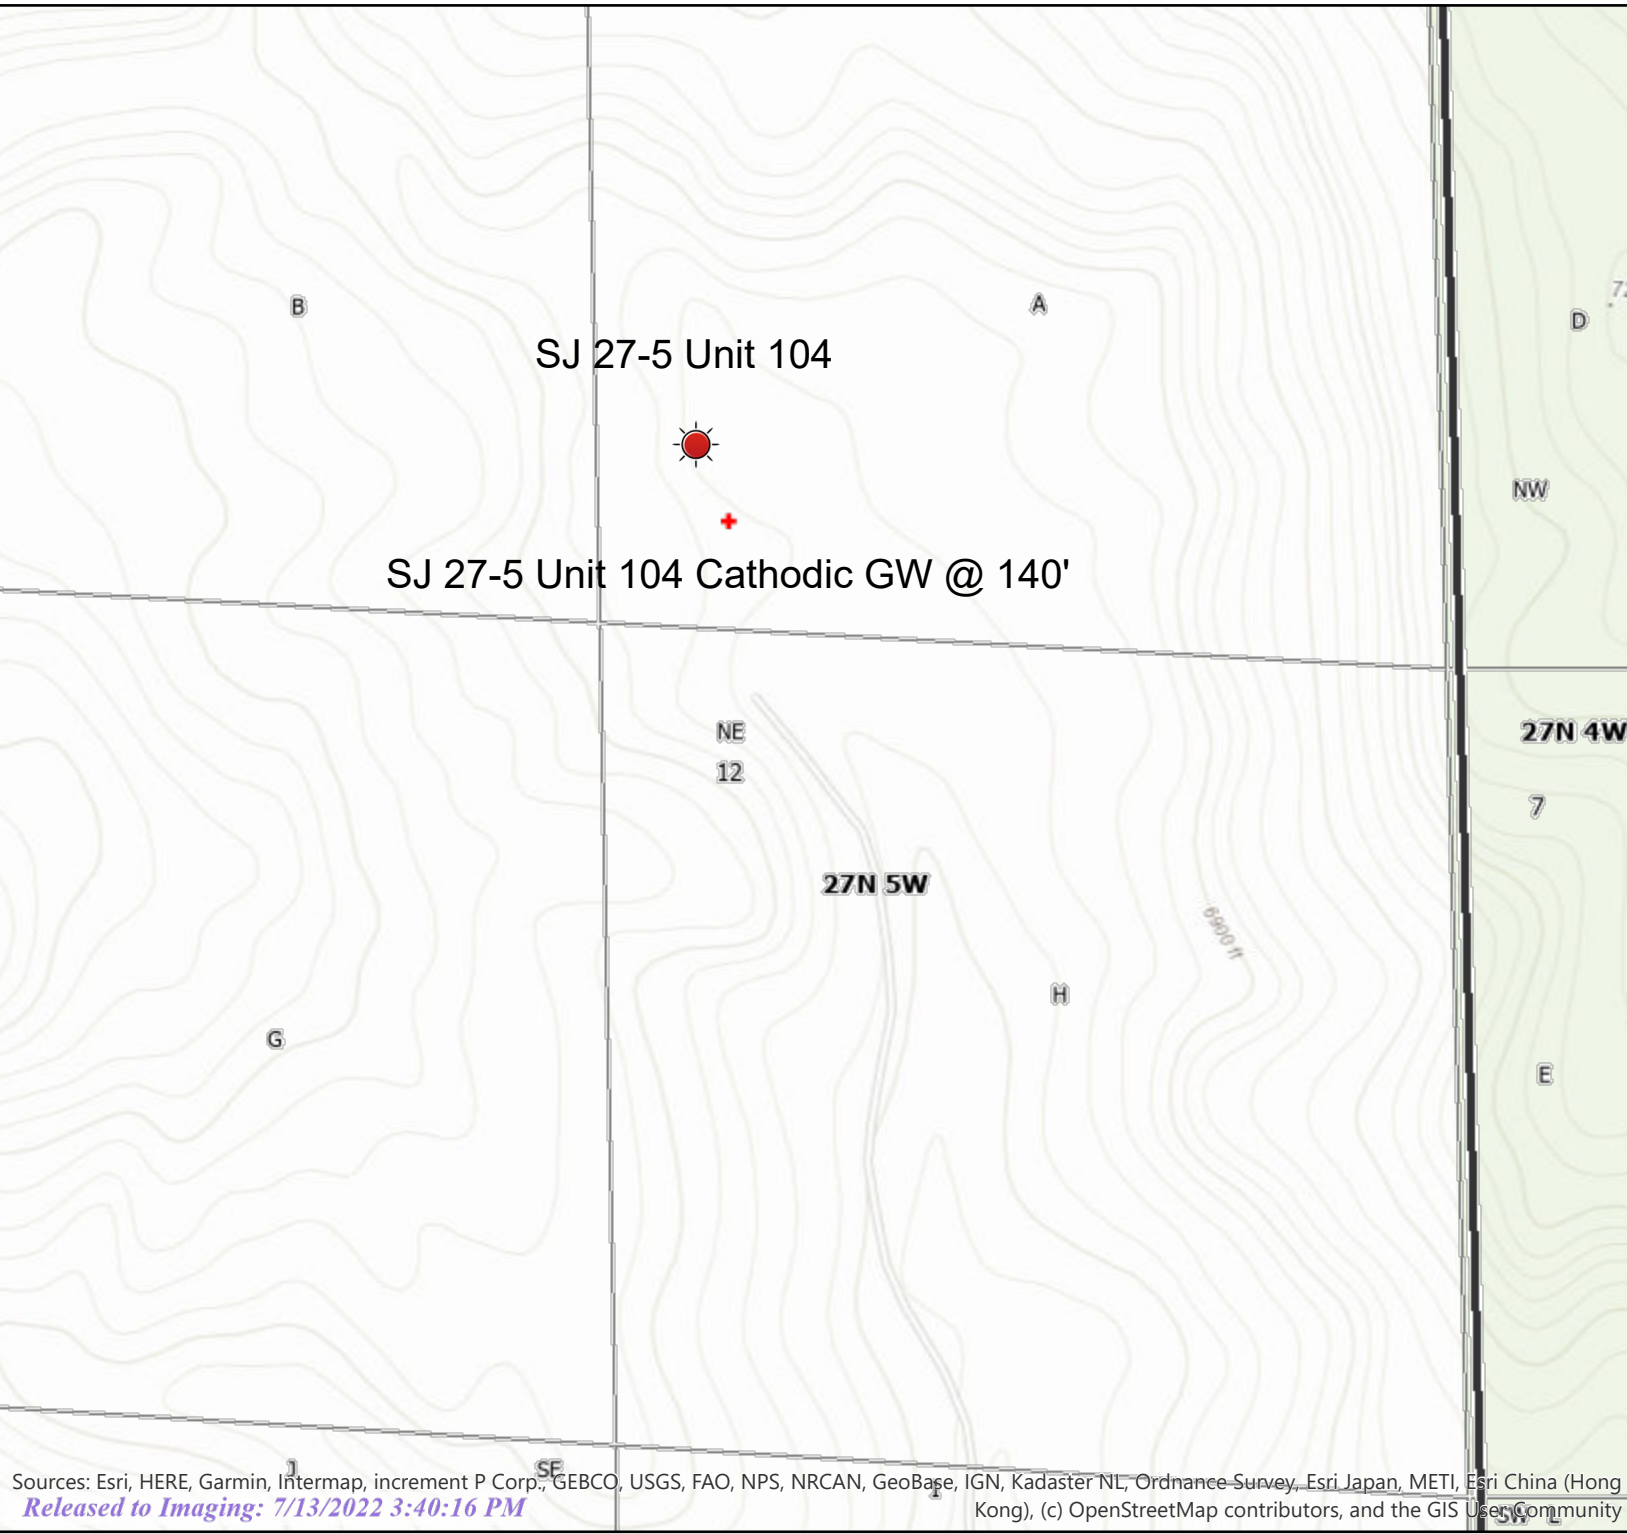 B
A
D
SJ 27-5 Unit 104
NW
SJ 27-5 Unit 104 Cathodic GW @ 140'
NE
12
27N 4W
7
27N 5W
6900 ft
H
G
E
J
SE
I
Sources: Esri, HERE, Garmin, Intermap, increment P Corp., GEBCO, USGS, FAO, NPS, NRCAN, GeoBase, IGN, Kadaster NL, Ordnance Survey, Esri Japan, METI, Esri China (Hong
Kong), (c) OpenStreetMap contributors, and the GIS User Community
Released to Imaging: 7/13/2022 3:40:16 PM
SW
L